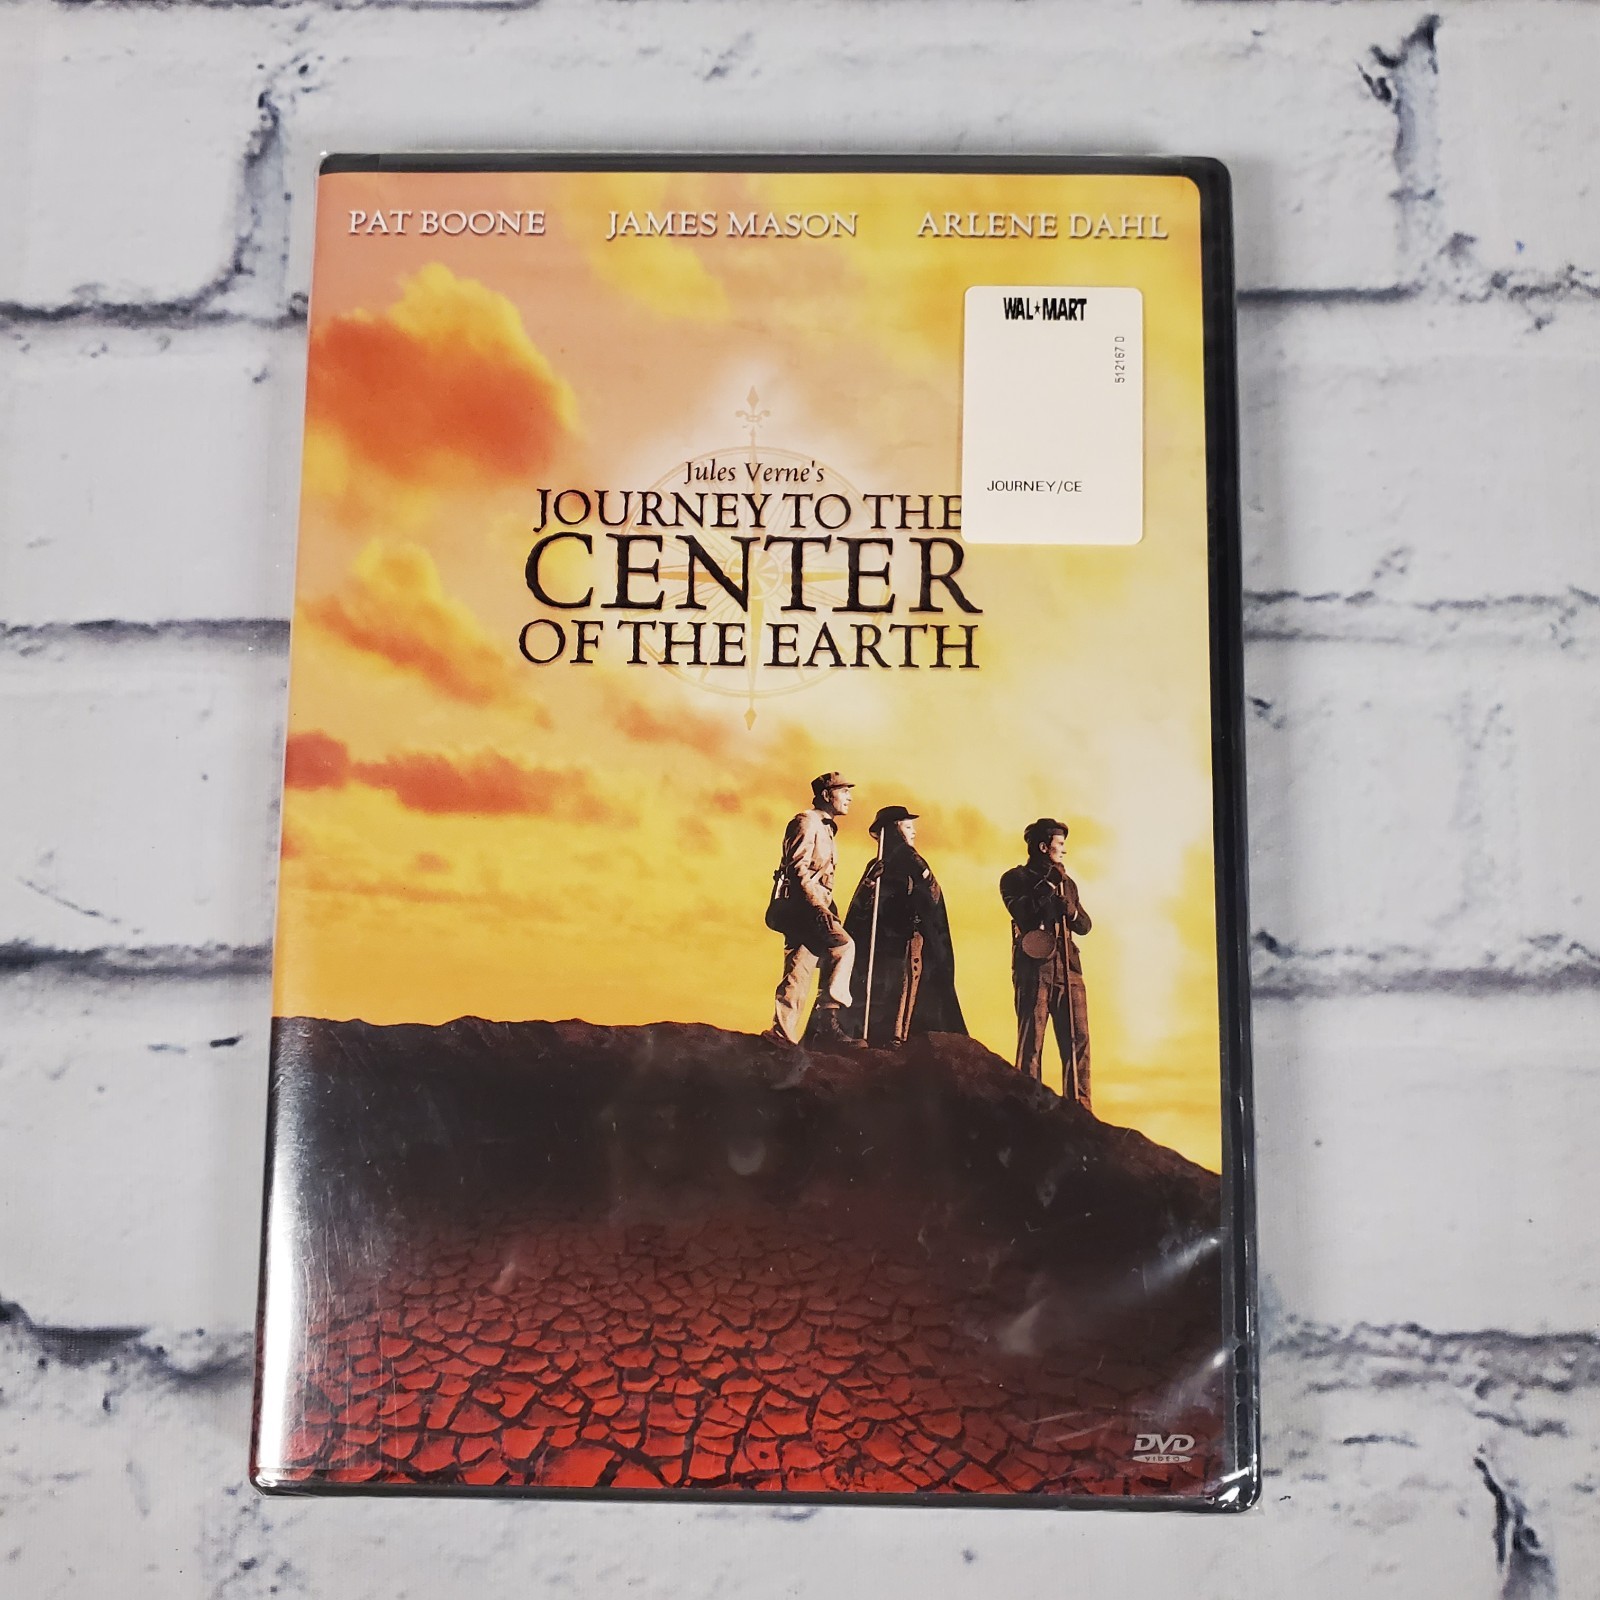 PAT BOONE JAMES MASON ARLENE DAHL
WAL★MART
512167 D
JOURNEY/CE
Jules Verne's
JOURNEY TO THE
CENTER
OF THE EARTH
DVD
VIDEO